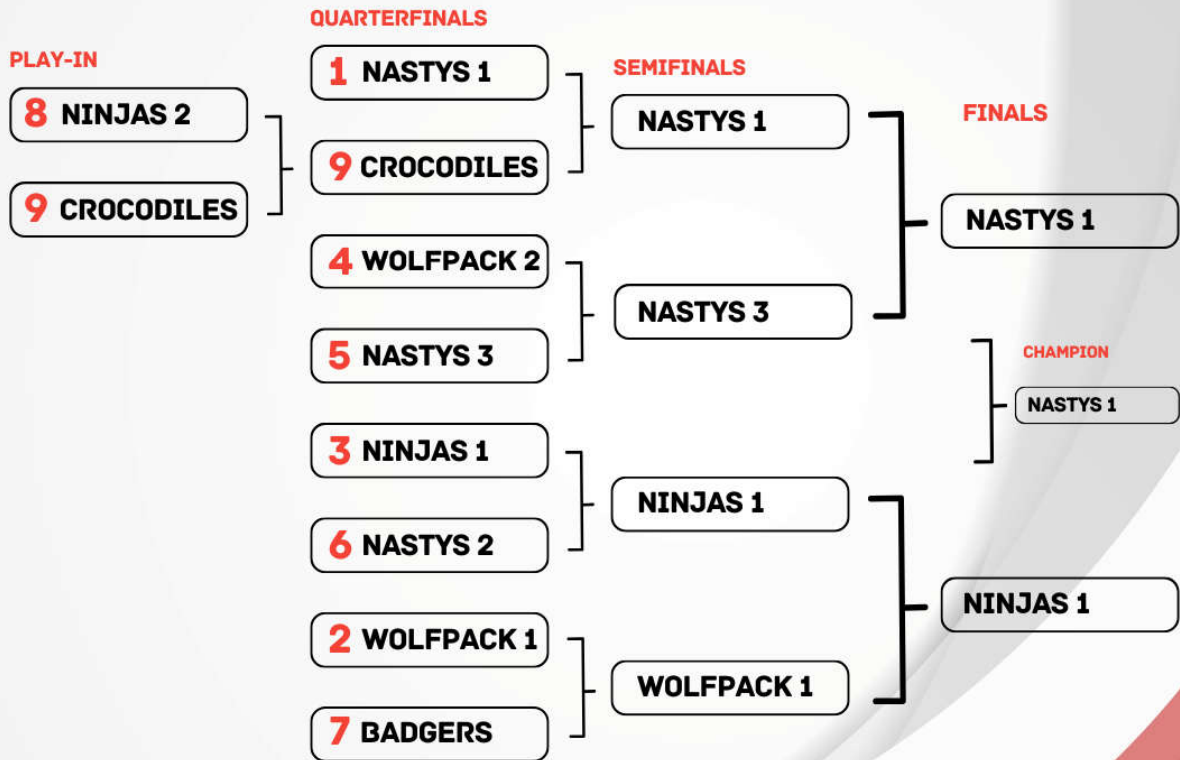 PLAY-IN
8 NINJAS 2
9 CROCODILES
QUARTERFINALS
1 NASTYS 1
9 CROCODILES
4 WOLFPACK 2
5 NASTYS 3
3 NINJAS 1
6 NASTYS 2
2 WOLFPACK 1
7 BADGERS
SEMIFINALS
NASTYS 1
NASTYS 3
NINJAS 1
WOLFPACK 1
FINALS
NASTYS 1
NINJAS 1
CHAMPION
NASTYS 1